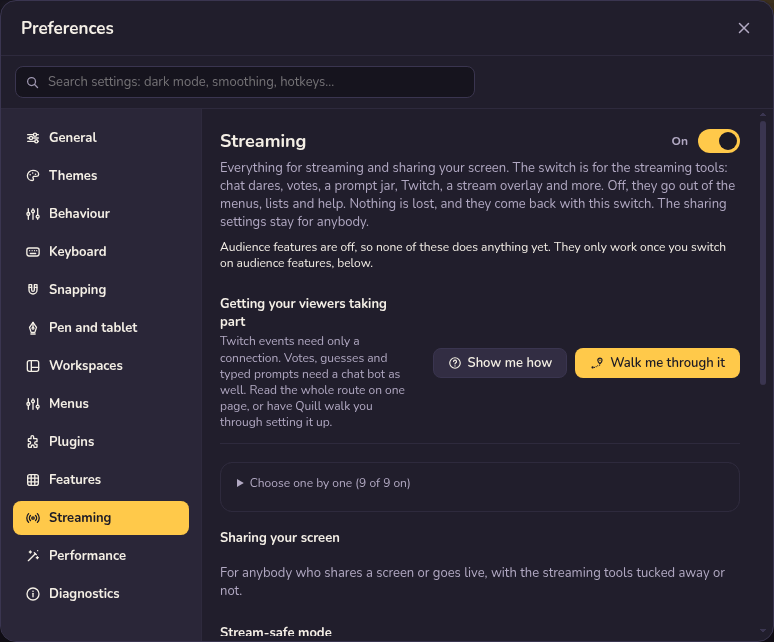 Preferences
Search settings: dark mode, smoothing, hotkeys...
General
Themes
Behaviour
Keyboard
Snapping
Pen and tablet
Workspaces
Menus
Plugins
Features
Streaming
Performance
Diagnostics
Streaming
On
Everything for streaming and sharing your screen. The switch is for the streaming tools:
chat dares, votes, a prompt jar, Twitch, a stream overlay and more. Off, they go out of the
menus, lists and help. Nothing is lost, and they come back with this switch. The sharing
settings stay for anybody.
Audience features are off, so none of these does anything yet. They only work once you switch
on audience features, below.
Getting your viewers taking
part
Twitch events need only a
connection. Votes, guesses and
typed prompts need a chat bot as
well. Read the whole route on one
page, or have Quill walk you
through setting it up.
Show me how
Walk me through it
Choose one by one (9 of 9 on)
Sharing your screen
For anybody who shares a screen or goes live, with the streaming tools tucked away or
not.
Stream-safe mode